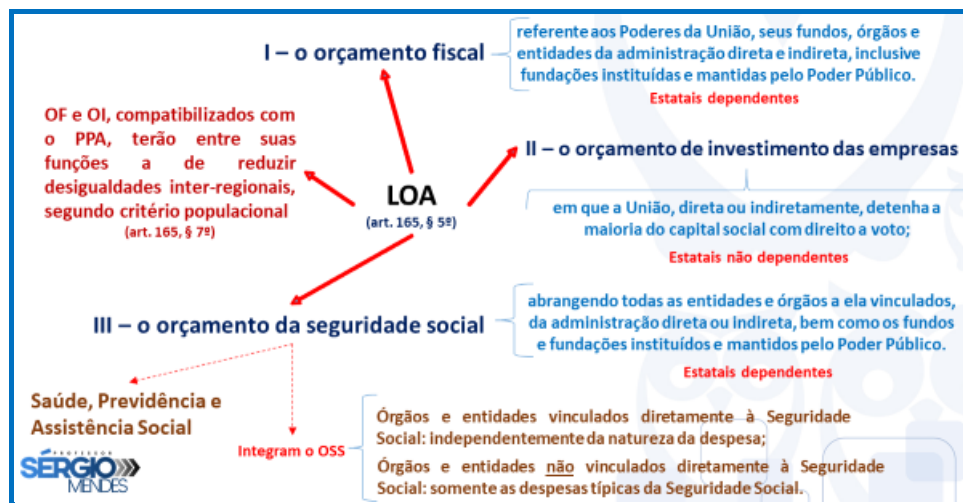 I – o orçamento fiscal
referente aos Poderes da União, seus fundos, órgãos e
entidades da administração direta e indireta, inclusive
fundações instituídas e mantidas pelo Poder Público.
Estatais dependentes
OF e OI, compatibilizados com
o PPA, terão entre suas
funções a de reduzir
desigualdades inter-regionais,
segundo critério populacional
(art. 165, § 7º)
LOA
(art. 165, § 5º)
II – o orçamento de investimento das empresas
em que a União, direta ou indiretamente, detenha a
maioria do capital social com direito a voto;
Estatais não dependentes
III – o orçamento da seguridade social
abrangendo todas as entidades e órgãos a ela vinculados,
da administração direta ou indireta, bem como os fundos
e fundações instituídos e mantidos pelo Poder Público.
Estatais dependentes
Saúde, Previdência e
Assistência Social
Integram o OSS
Órgãos e entidades vinculados diretamente à Seguridade
Social: independentemente da natureza da despesa;
Órgãos e entidades não vinculados diretamente à Seguridade
Social: somente as despesas típicas da Seguridade Social.
PROFESSOR
SÉRGIO
MENDES